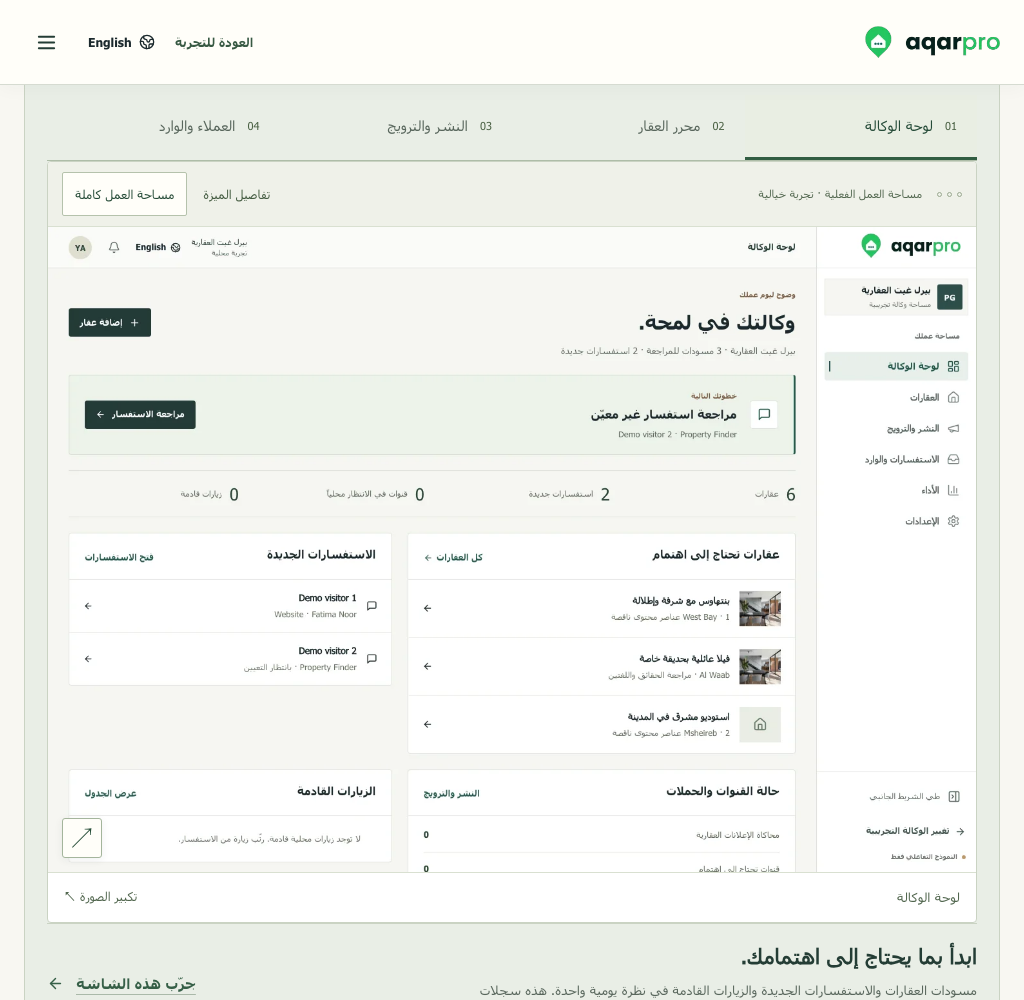 aqarpro
العودة للتجربة
English
01 لوحة الوكالة
02 محرر العقار
03 النشر والترويج
04 العملاء والوارد
مساحة العمل الفعلية · تجربة خيالية
تفاصيل الميزة
مساحة العمل كاملة
aqarpro
لوحة الوكالة
بيرل غيت العقارية
تجربة محلية
English
YA
PG
بيرل غيت العقارية
مساحة وكالة تجريبية
مساحة عملك
لوحة الوكالة
العقارات
النشر والترويج
الاستفسارات والوارد
الأداء
الإعدادات
طي الشريط الجانبي
تغيير الوكالة التجريبية
النموذج التفاعلي فقط
وضوح ليوم عملك
وكالتك في لمحة.
بيرل غيت العقارية · 3 مسودات للمراجعة · 2 استفسارات جديدة
+ إضافة عقار
خطوتك التالية
مراجعة استفسار غير معيّن
Demo visitor 2 · Property Finder
مراجعة الاستفسار
6 عقارات
2 استفسارات جديدة
0 قنوات في الانتظار محلياً
0 زيارات قادمة
عقارات تحتاج إلى اهتمام
كل العقارات
بنتهاوس مع شرفة وإطلالة
West Bay · 1 عناصر محتوى ناقصة
فيلا عائلية بحديقة خاصة
Al Waab · مراجعة الحقائق واللغتين
استوديو مشرق في المدينة
Msheireb · 2 عناصر محتوى ناقصة
الاستفسارات الجديدة
فتح الاستفسارات
Demo visitor 1
Website · Fatima Noor
Demo visitor 2
Property Finder · بانتظار التعيين
حالة القنوات والحملات
النشر والترويج
محاكاة الإعلانات العقارية 0
قنوات تحتاج إلى اهتمام 0
الزيارات القادمة
عرض الجدول
لا توجد زيارات محلية قادمة. رتّب زيارة من الاستفسار.
لوحة الوكالة
تكبير الصورة
ابدأ بما يحتاج إلى اهتمامك.
مسودات العقارات والاستفسارات الجديدة والزيارات القادمة في نظرة يومية واحدة. هذه سجلات
جرّب هذه الشاشة